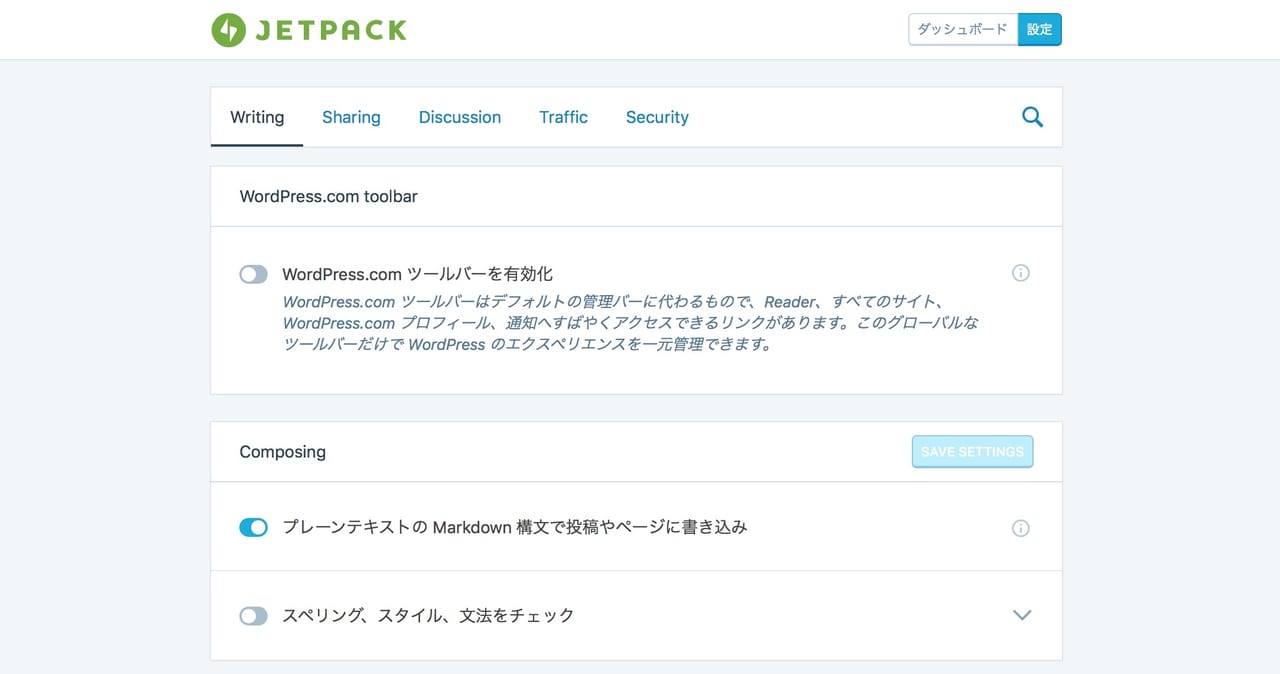 JETPACK
ダッシュボード 設定
Writing Sharing Discussion Traffic Security
WordPress.com toolbar
WordPress.com ツールバーを有効化
WordPress.com ツールバーはデフォルトの管理バーに代わるもので、Reader、すべてのサイト、
WordPress.com プロフィール、通知へすばやくアクセスできるリンクがあります。このグローバルな
ツールバーだけで WordPress のエクスペリエンスを一元管理できます。
Composing SAVE SETTINGS
プレーンテキストの Markdown 構文で投稿やページに書き込み
スペリング、スタイル、文法をチェック